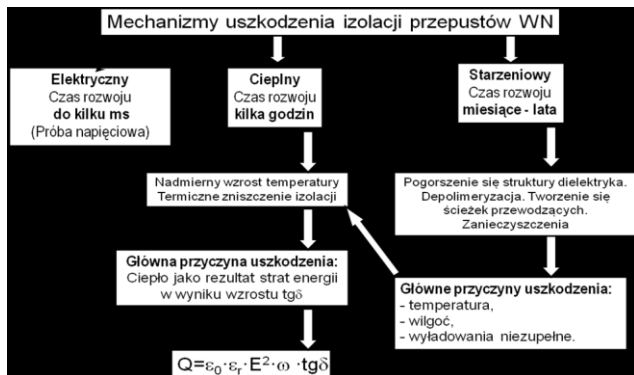 Mechanizmy uszkodzenia izolacji przepustów WN
Elektryczny
Czas rozwoju
do kilku ms
(Próba napięciowa)
Cieplny
Czas rozwoju
kilka godzin
Starzeniowy
Czas rozwoju
miesiące - lata
Nadmierny wzrost temperatury
Termiczne zniszczenie izolacji
Pogorszenie się struktury dielektryka.
Depolimeryzacja. Tworzenie się
ścieżek przewodzących.
Zanieczyszczenia
Główna przyczyna uszkodzenia:
Ciepło jako rezultat strat energii
w wyniku wzrostu tgδ
Główne przyczyny uszkodzenia:
- temperatura,
- wilgoć,
- wyładowania niezupełne.
Q=ε₀·εᵣ·E²·ω·tgδ